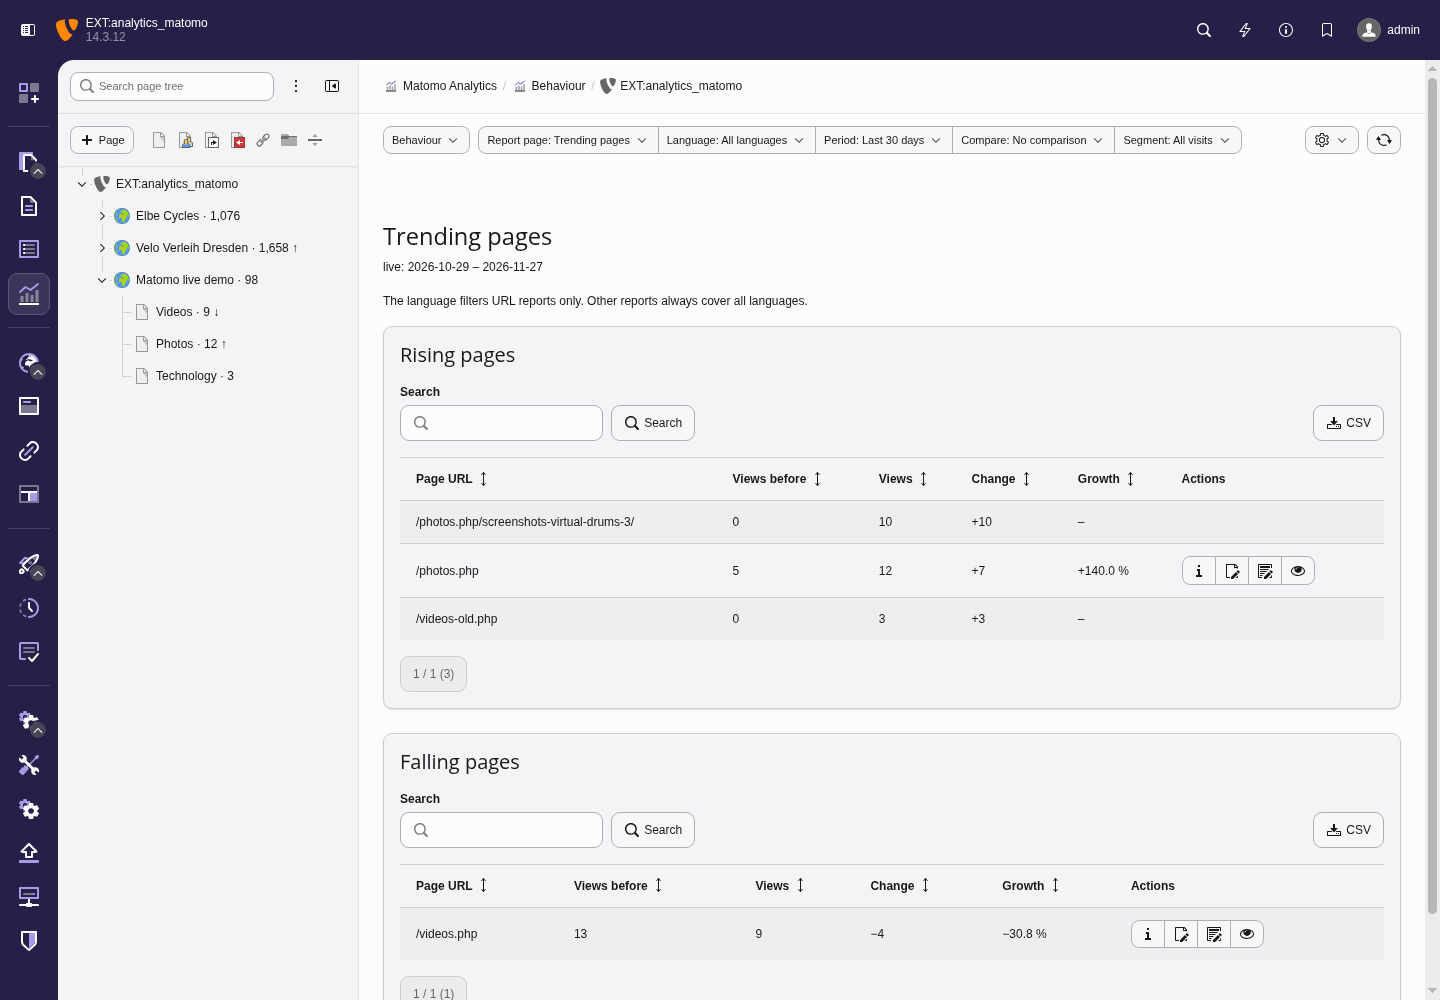 EXT:analytics_matomo
14.3.12
admin
Search page tree
Page
EXT:analytics_matomo
Elbe Cycles · 1,076
Velo Verleih Dresden · 1,658 ↑
Matomo live demo · 98
Videos · 9 ↓
Photos · 12 ↑
Technology · 3
Matomo Analytics / Behaviour / EXT:analytics_matomo
Behaviour
Report page: Trending pages
Language: All languages
Period: Last 30 days
Compare: No comparison
Segment: All visits
Trending pages
live: 2026-10-29 – 2026-11-27
The language filters URL reports only. Other reports always cover all languages.
Rising pages
Search
Search
CSV
Page URL Views before Views Change Growth Actions
/photos.php/screenshots-virtual-drums-3/ 0 10 +10 –
/photos.php 5 12 +7 +140.0 %
/videos-old.php 0 3 +3 –
1 / 1 (3)
Falling pages
Search
Search
CSV
Page URL Views before Views Change Growth Actions
/videos.php 13 9 −4 −30.8 %
1 / 1 (1)